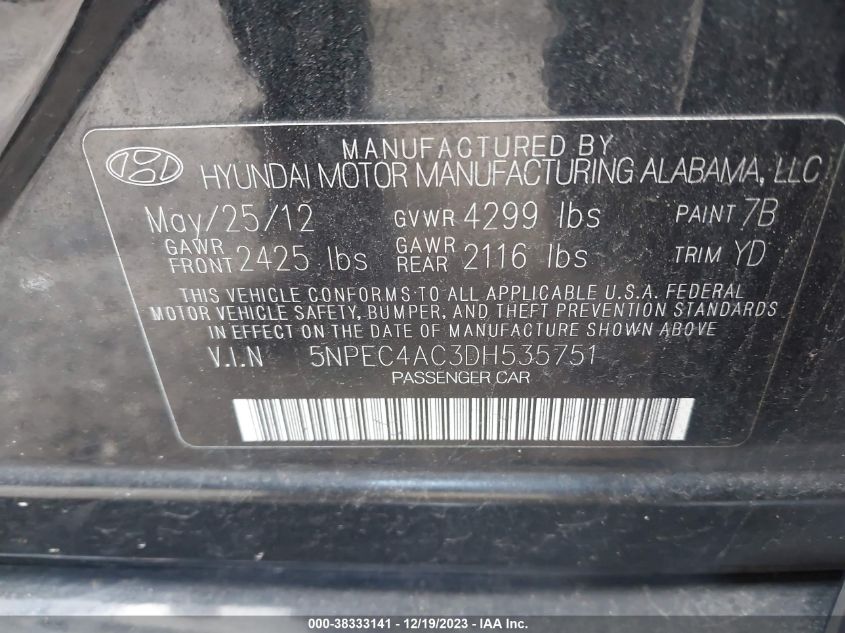 MANUFACTURED BY
HYUNDAI MOTOR MANUFACTURING ALABAMA, LLC
May/25/12 GVWR 4299 lbs PAINT 7B
GAWR FRONT 2425 lbs GAWR REAR 2116 lbs TRIM YD
THIS VEHICLE CONFORMS TO ALL APPLICABLE U.S.A. FEDERAL
MOTOR VEHICLE SAFETY, BUMPER, AND THEFT PREVENTION STANDARDS
IN EFFECT ON THE DATE OF MANUFACTURE SHOWN ABOVE
V.I.N 5NPEC4AC3DH535751
PASSENGER CAR
000-38333141 - 12/19/2023 - IAA Inc.